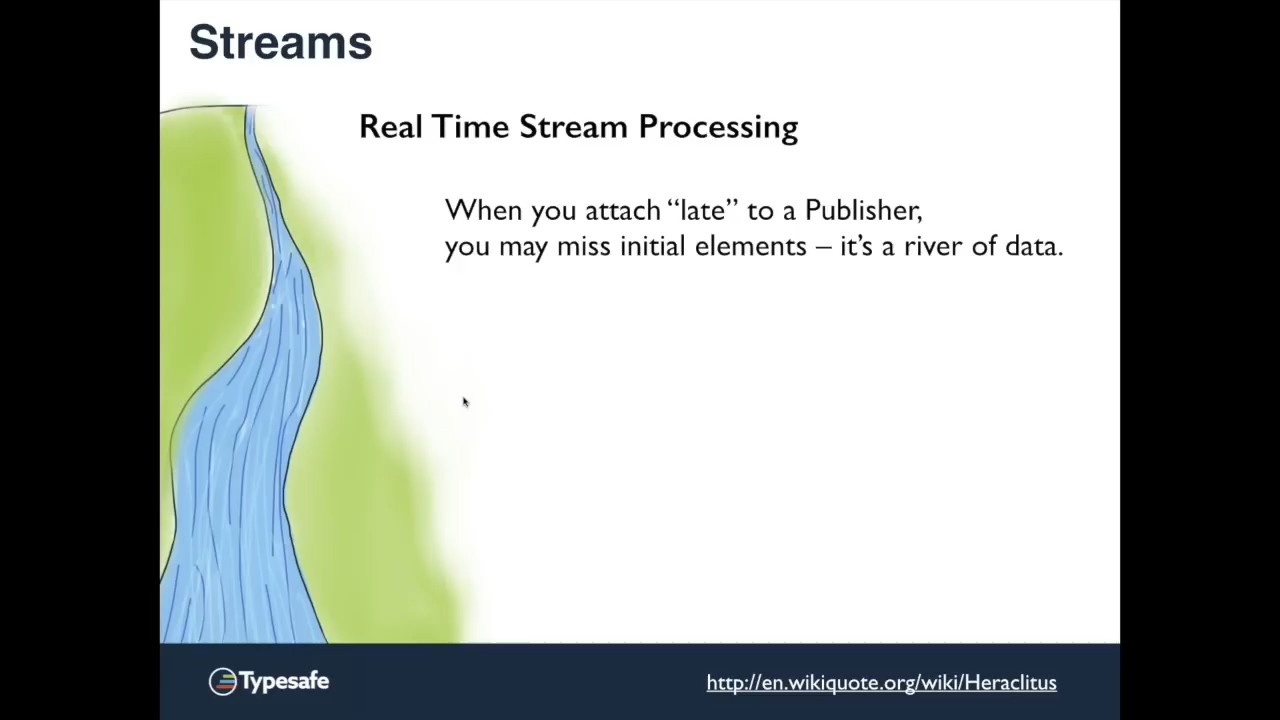 Streams
Real Time Stream Processing
When you attach “late” to a Publisher,
you may miss initial elements – it’s a river of data.
Typesafe
http://en.wikiquote.org/wiki/Heraclitus